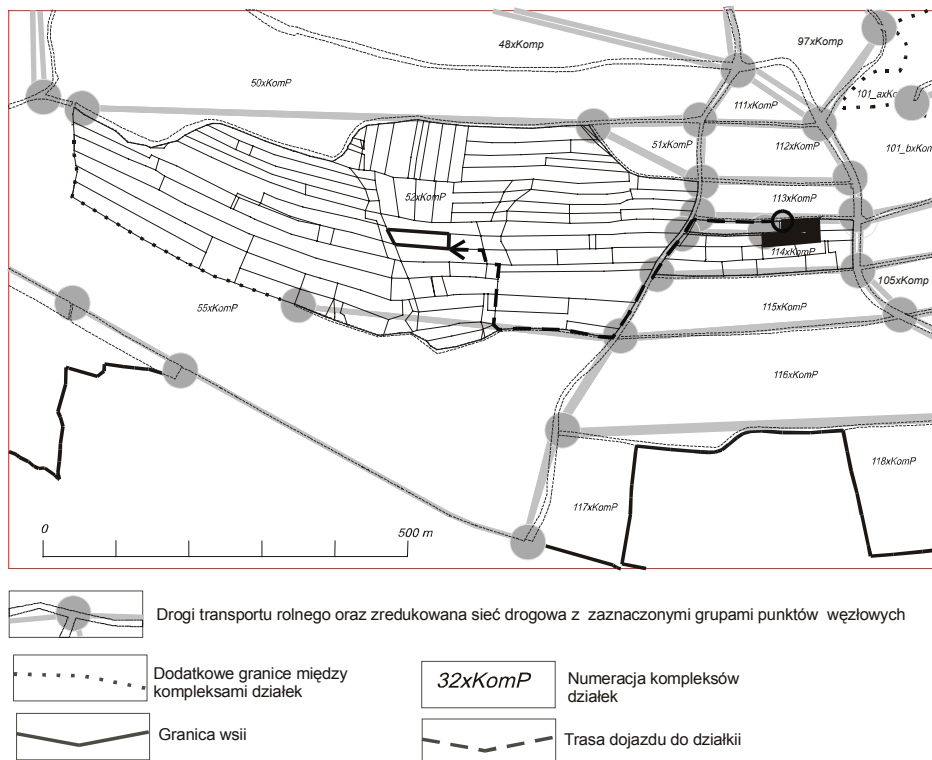 48xKomp
97xKomp
50xKomP
101_axKo
111xKomP
51xKomP
112xKomP
101_bxKom
52xKomP
113xKomP
114xKomP
105xKomp
55xKomP
115xKomP
116xKomP
118xKomP
117xKomP
0
500 m
Drogi transportu rolnego oraz zredukowana sieć drogowa z zaznaczonymi grupami punktów węzłowych
Dodatkowe granice między
kompleksami działek
32xKomP
Numeracja kompleksów
działek
Granica wsii
Trasa dojazdu do działkii